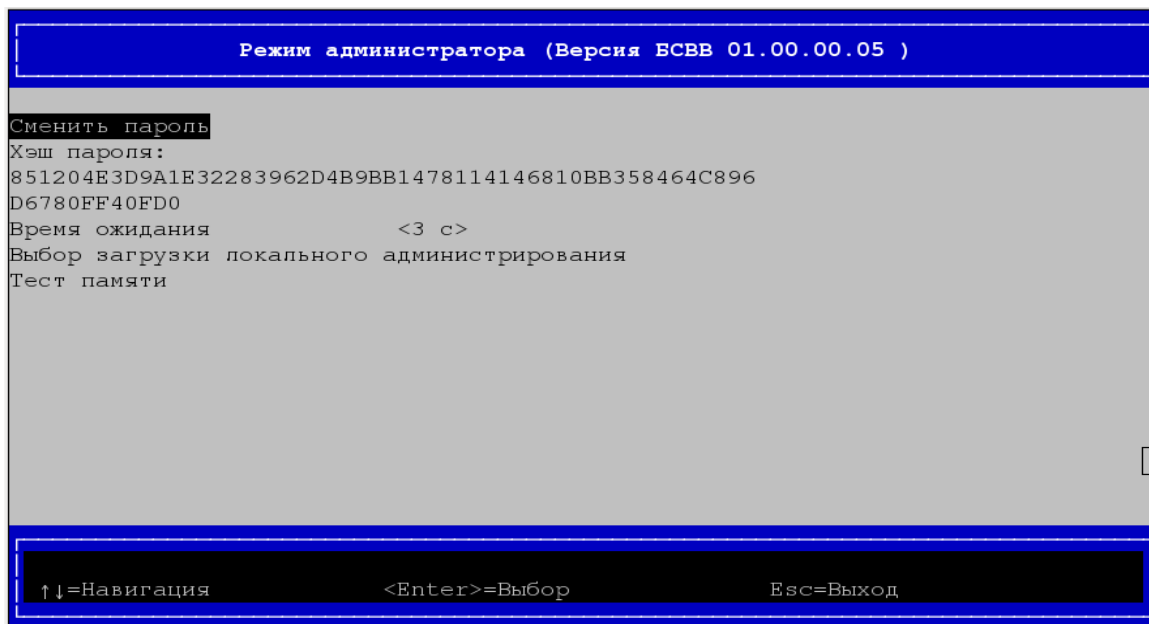 Режим администратора (Версия БСВВ 01.00.00.05 )
Сменить пароль
Хэш пароля:
851204E3D9A1E32283962D4B9BB1478114146810BB358464C896
D6780FF40FD0
Время ожидания <3 с>
Выбор загрузки локального администрирования
Тест памяти
↑↓=Навигация <Enter>=Выбор Esc=Выход